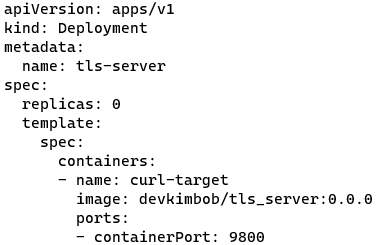 apiVersion: apps/v1
kind: Deployment
metadata:
  name: tls-server
spec:
  replicas: 0
  template:
    spec:
      containers:
      - name: curl-target
        image: devkimbob/tls_server:0.0.0
        ports:
        - containerPort: 9800